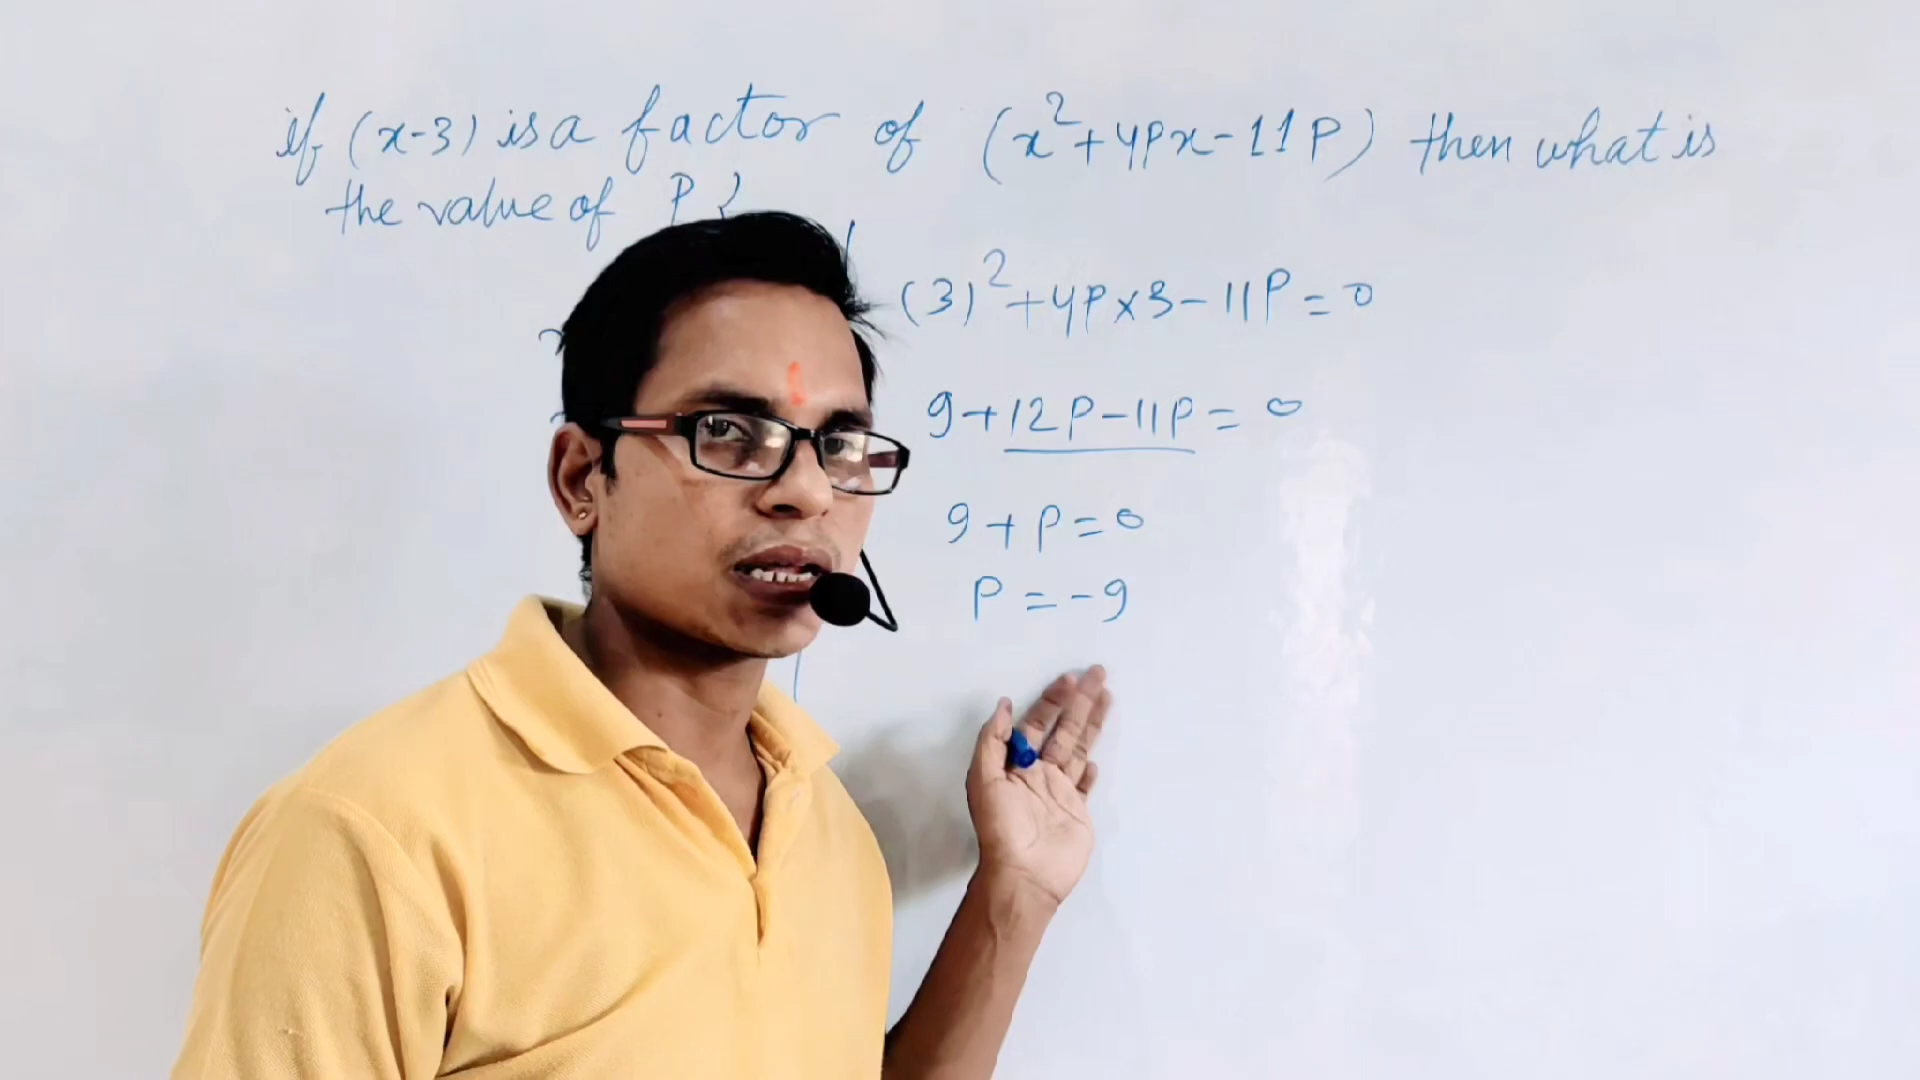 if (x-3) is a factor of (x²+4Px-11P) then what is
the value of P?
(3)²+4P×3-11P=0
9+12P-11P=0
9+P=0
P=-9